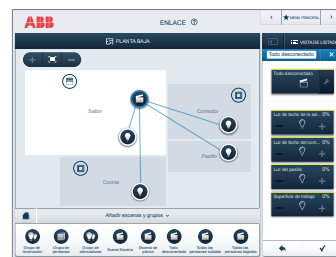 ABB
ENLACE
MENÚ PRINCIPAL
PLANTA BAJA
VISTA DE LISTADO
Todo desconectado
Todo desconectado
Salón
Comedor
Pasillo
Cocina
Luz de techo de la sal... 0%
Luz de techo del com... 0%
Luz del pasillo 0%
Superficie de trabajo 0%
Añadir escenas y grupos
Grupo de iluminación
Grupo de persianas
Grupo de atenuadores
Nueva Escena
Escena de pánico
Todo desconectado
Todas las persianas subidas
Todas las persianas bajadas